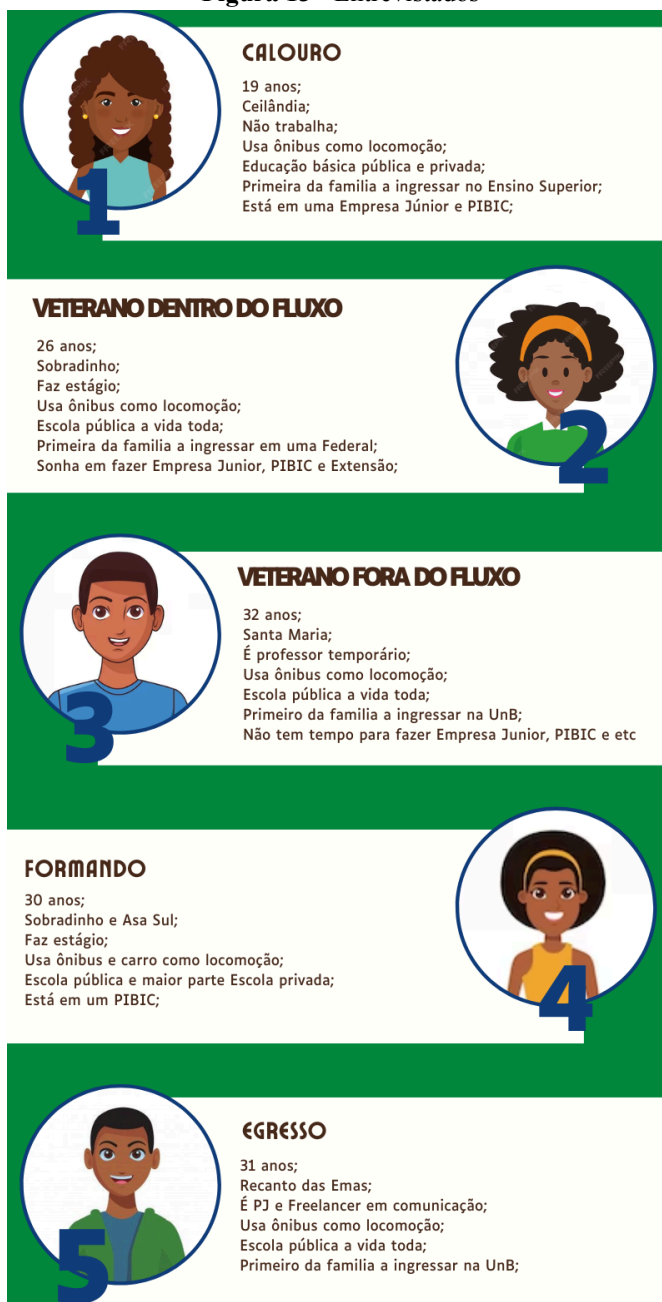 Figura 15 - Entrevistados
CALOURO
19 anos;
Ceilândia;
Não trabalha;
Usa ônibus como locomoção;
Educação básica pública e privada;
Primeira da familia a ingressar no Ensino Superior;
Está em uma Empresa Júnior e PIBIC;
1
VETERANO DENTRO DO FLUXO
26 anos;
Sobradinho;
Faz estágio;
Usa ônibus como locomoção;
Escola pública a vida toda;
Primeira da familia a ingressar em uma Federal;
Sonha em fazer Empresa Junior, PIBIC e Extensão;
2
VETERANO FORA DO FLUXO
32 anos;
Santa Maria;
É professor temporário;
Usa ônibus como locomoção;
Escola pública a vida toda;
Primeiro da familia a ingressar na UnB;
Não tem tempo para fazer Empresa Junior, PIBIC e etc
3
FORMANDO
30 anos;
Sobradinho e Asa Sul;
Faz estágio;
Usa ônibus e carro como locomoção;
Escola pública e maior parte Escola privada;
Está em um PIBIC;
4
EGRESSO
31 anos;
Recanto das Emas;
É PJ e Freelancer em comunicação;
Usa ônibus como locomoção;
Escola pública a vida toda;
Primeiro da familia a ingressar na UnB;
5